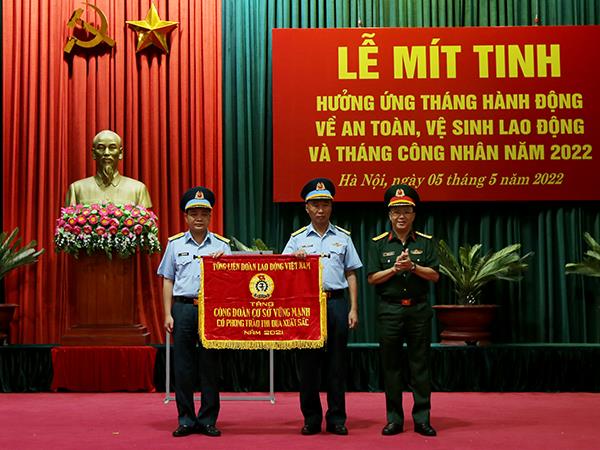 LỄ MÍT TINH
HƯỞNG ỨNG THÁNG HÀNH ĐỘNG
VỀ AN TOÀN, VỆ SINH LAO ĐỘNG
VÀ THÁNG CÔNG NHÂN NĂM 2022
Hà Nội, ngày 05 tháng 5 năm 2022
TỔNG LIÊN ĐOÀN LAO ĐỘNG VIỆT NAM
TẶNG
CÔNG ĐOÀN CƠ SỞ VỮNG MẠNH
CÓ PHONG TRÀO THI ĐUA XUẤT SẮC
NĂM 2021